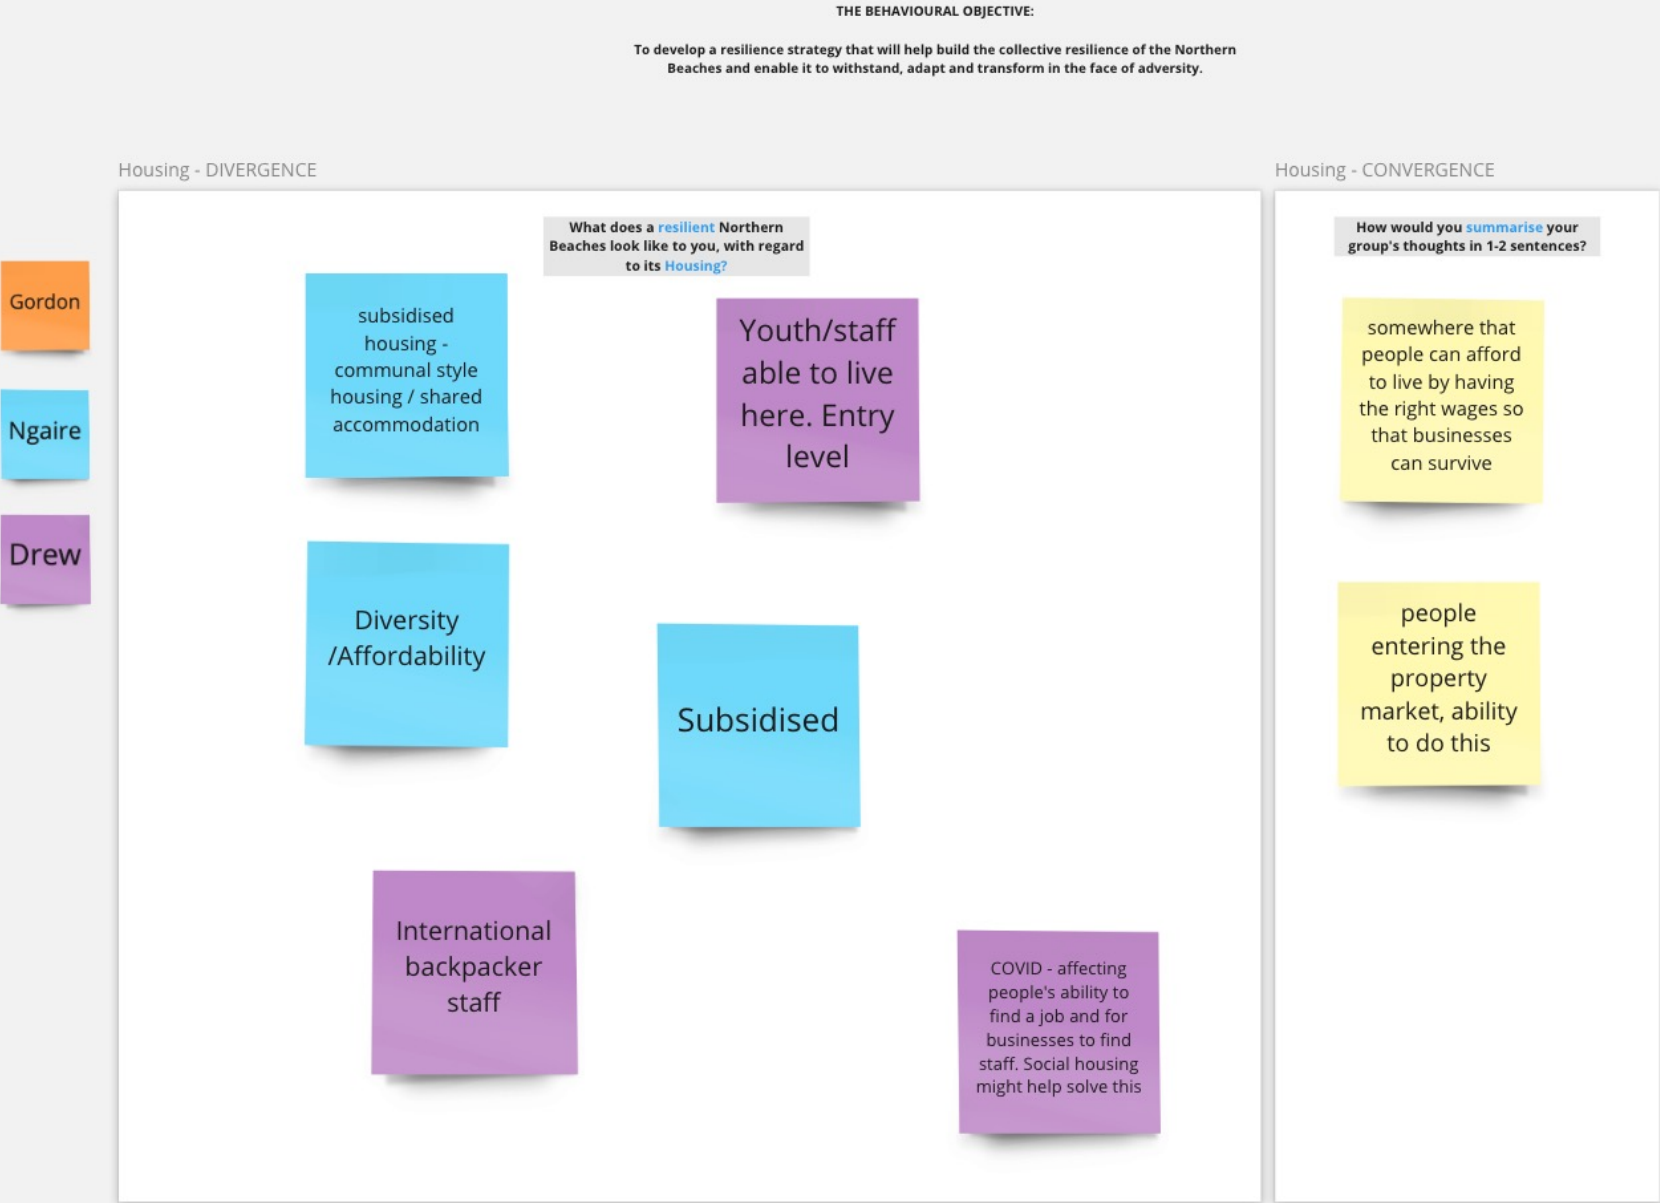 THE BEHAVIOURAL OBJECTIVE:
To develop a resilience strategy that will help build the collective resilience of the Northern
Beaches and enable it to withstand, adapt and transform in the face of adversity.
Gordon
Ngaire
Drew
Housing - DIVERGENCE
What does a resilient Northern
Beaches look like to you, with regard
to its Housing?
subsidised
housing -
communal style
housing / shared
accommodation
Youth/staff
able to live
here. Entry
level
Diversity
/Affordability
Subsidised
International
backpacker
staff
COVID - affecting
people's ability to
find a job and for
businesses to find
staff. Social housing
might help solve this
Housing - CONVERGENCE
How would you summarise your
group's thoughts in 1-2 sentences?
somewhere that
people can afford
to live by having
the right wages so
that businesses
can survive
people
entering the
property
market, ability
to do this